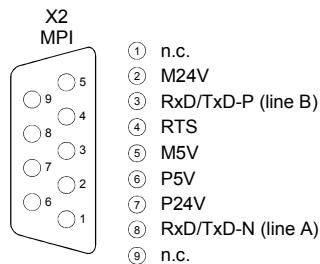 X2
MPI
5
9
4
8
3
7
2
6
1
1 n.c.
2 M24V
3 RxD/TxD-P (line B)
4 RTS
5 M5V
6 P5V
7 P24V
8 RxD/TxD-N (line A)
9 n.c.